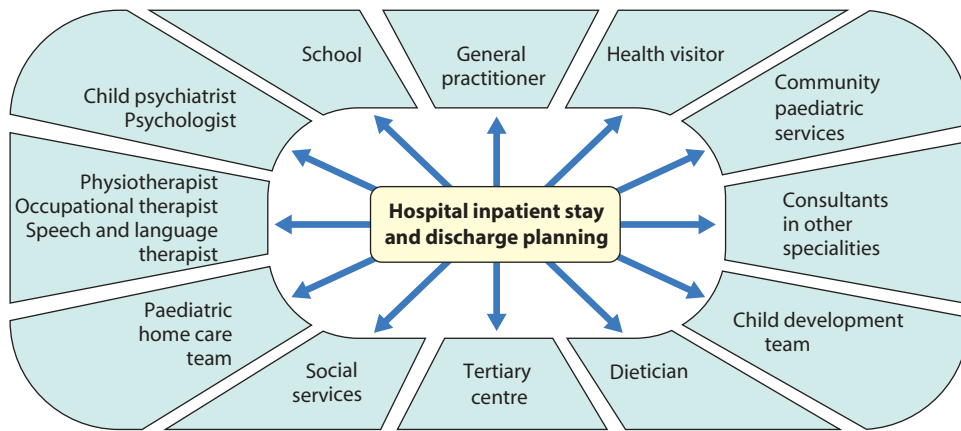 School
General
practitioner
Health visitor
Child psychiatrist
Psychologist
Community
paediatric
services
Physiotherapist
Occupational therapist
Speech and language
therapist
Hospital inpatient stay
and discharge planning
Consultants
in other
specialities
Paediatric
home care
team
Social
services
Tertiary
centre
Dietician
Child development
team